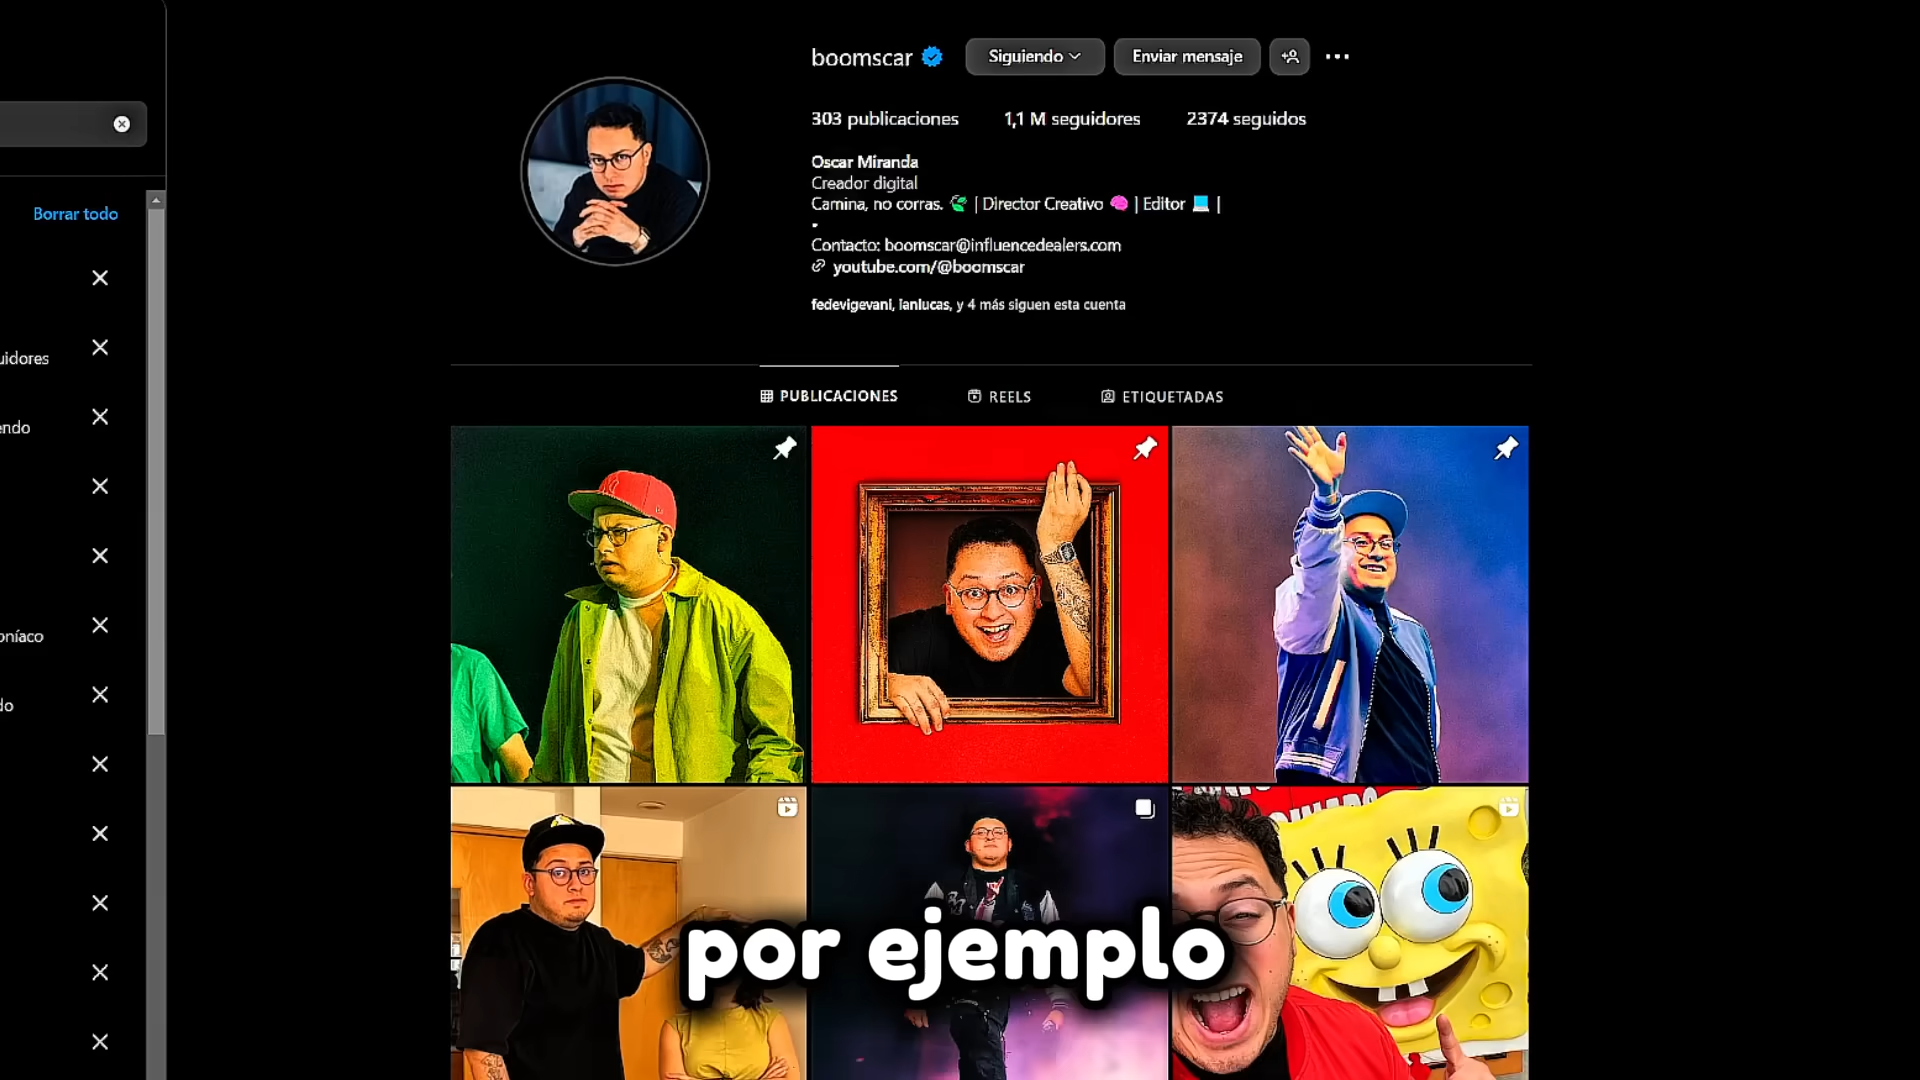 boomscar
Siguiendo
Enviar mensaje
303 publicaciones
1,1 M seguidores
2374 seguidos
Oscar Miranda
Creador digital
Camina, no corras. | Director Creativo | Editor |
Contacto: boomscar@influencedealers.com
youtube.com/@boomscar
fedevigevani, ianlucas, y 4 más siguen esta cuenta
Borrar todo
uidores
endo
oníaco
do
PUBLICACIONES
REELS
ETIQUETADAS
por ejemplo